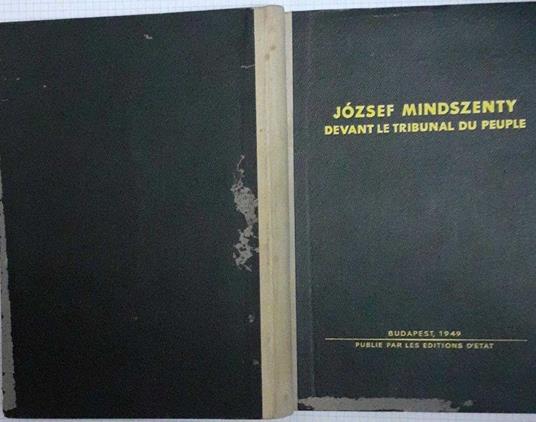 JÓZSEF MINDSZENTY
DEVANT LE TRIBUNAL DU PEUPLE
BUDAPEST, 1949
PUBLIE PAR LES EDITIONS D'ETAT